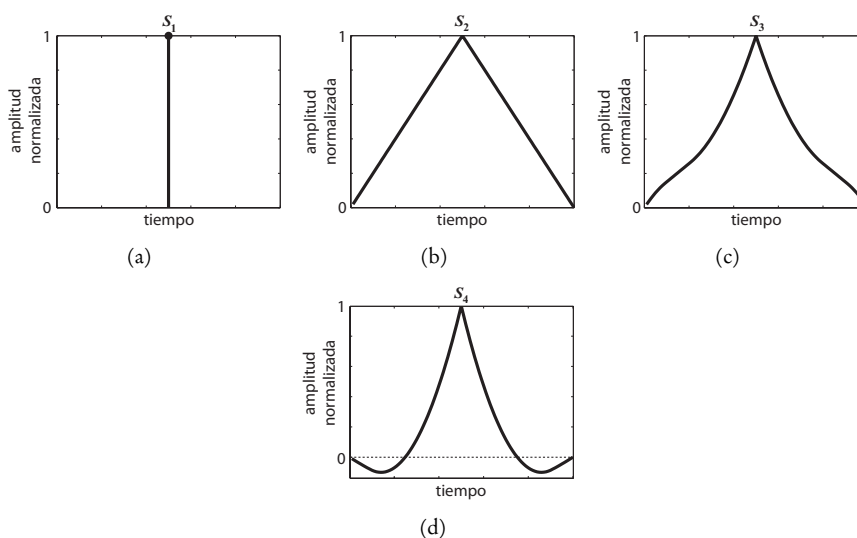 S1
S2
S3
1
amplitud
normalizada
0
tiempo
1
amplitud
normalizada
0
tiempo
1
amplitud
normalizada
0
tiempo
(a)
(b)
(c)
S4
1
amplitud
normalizada
0
tiempo
(d)